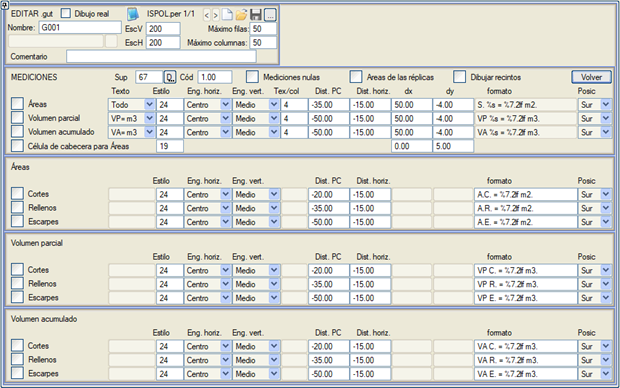 EDITAR .gut Dibujo real ISPOL.per 1/1 < > ...
Nombre: G001 EscV 200 Máximo filas: 50
EscH 200 Máximo columnas: 50
Comentario
MEDICIONES Sup 67 Cód 1.00 Mediciones nulas Areas de las réplicas Dibujar recintos Volver
Texto Estilo Eng. horiz. Eng. vert. Tex/col Dist. PC Dist. horiz. dx dy formato Posic
Áreas Todo 24 Centro Medio 4 -35.00 -15.00 50.00 -4.00 S. %s = %7.2lf m2. Sur
Volumen parcial VP= m3 24 Centro Medio 4 -50.00 -15.00 50.00 -4.00 VP %s = %7.2lf m3. Sur
Volumen acumulado VA= m3 24 Centro Medio 4 -50.00 -15.00 50.00 -4.00 VA %s = %7.2lf m3. Sur
Célula de cabecera para Áreas 19 0.00 5.00
Áreas
Estilo Eng. horiz. Eng. vert. Dist. PC Dist. horiz. formato Posic
Cortes 24 Centro Medio -20.00 -15.00 A.C. = %7.2lf m2. Sur
Rellenos 24 Centro Medio -35.00 -15.00 A.R. = %7.2lf m2. Sur
Escarpes 24 Centro Medio -50.00 -15.00 A.E. = %7.2lf m2. Sur
Volumen parcial
Estilo Eng. horiz. Eng. vert. Dist. PC Dist. horiz. formato Posic
Cortes 24 Centro Medio -20.00 -15.00 VP C. = %7.2lf m3. Sur
Rellenos 24 Centro Medio -35.00 -15.00 VP R. = %7.2lf m3. Sur
Escarpes 24 Centro Medio -50.00 -15.00 VP E. = %7.2lf m3. Sur
Volumen acumulado
Estilo Eng. horiz. Eng. vert. Dist. PC Dist. horiz. formato Posic
Cortes 24 Centro Medio -20.00 -15.00 VA C. = %7.2lf m3. Sur
Rellenos 24 Centro Medio -35.00 -15.00 VA R. = %7.2lf m3. Sur
Escarpes 24 Centro Medio -50.00 -15.00 VA E. = %7.2lf m3. Sur